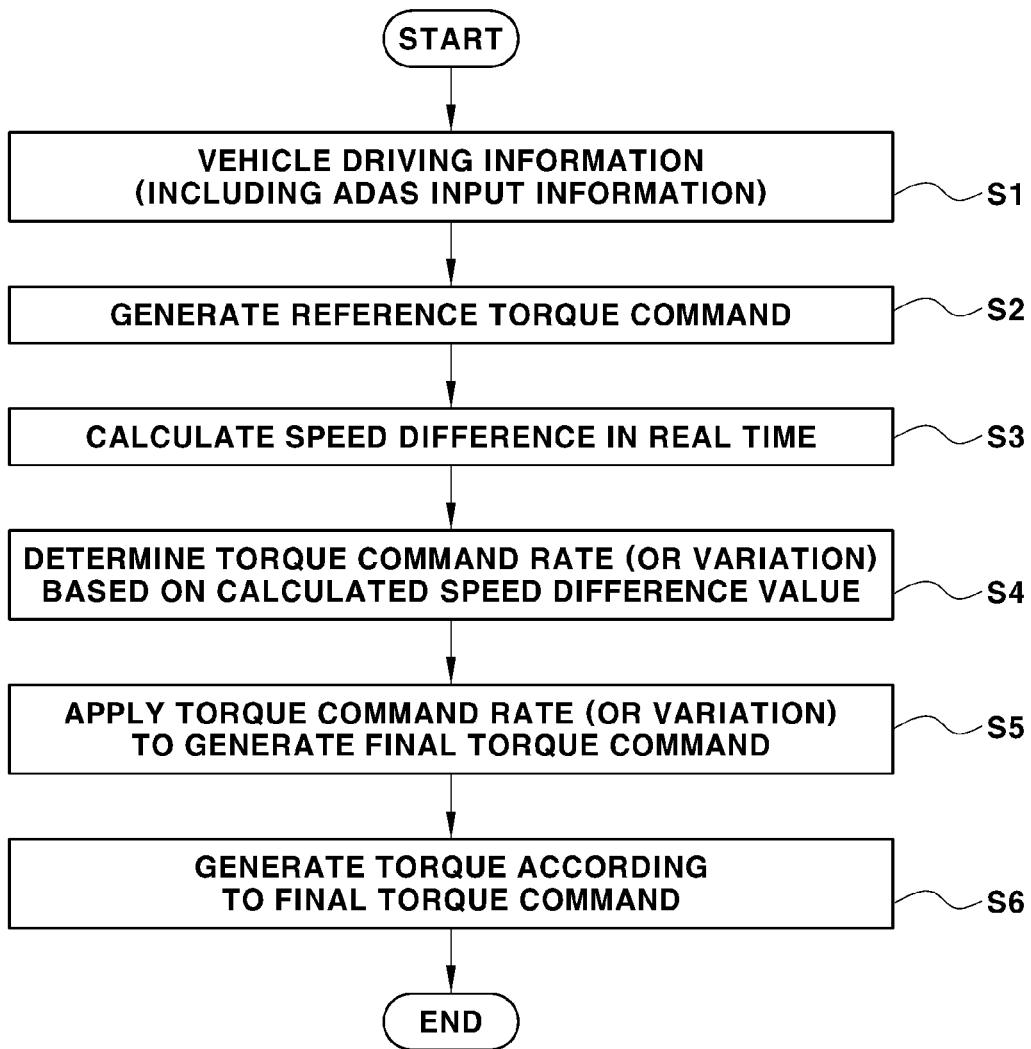 START
VEHICLE DRIVING INFORMATION
(INCLUDING ADAS INPUT INFORMATION)
S1
GENERATE REFERENCE TORQUE COMMAND
S2
CALCULATE SPEED DIFFERENCE IN REAL TIME
S3
DETERMINE TORQUE COMMAND RATE (OR VARIATION)
BASED ON CALCULATED SPEED DIFFERENCE VALUE
S4
APPLY TORQUE COMMAND RATE (OR VARIATION)
TO GENERATE FINAL TORQUE COMMAND
S5
GENERATE TORQUE ACCORDING
TO FINAL TORQUE COMMAND
S6
END